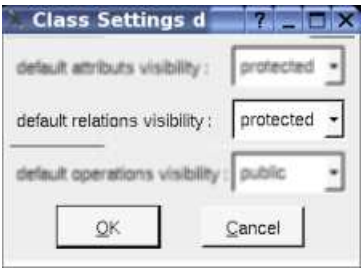 Class Settings d
default attributs visibility : protected
default relations visibility : protected
default operations visibility : public
OK Cancel